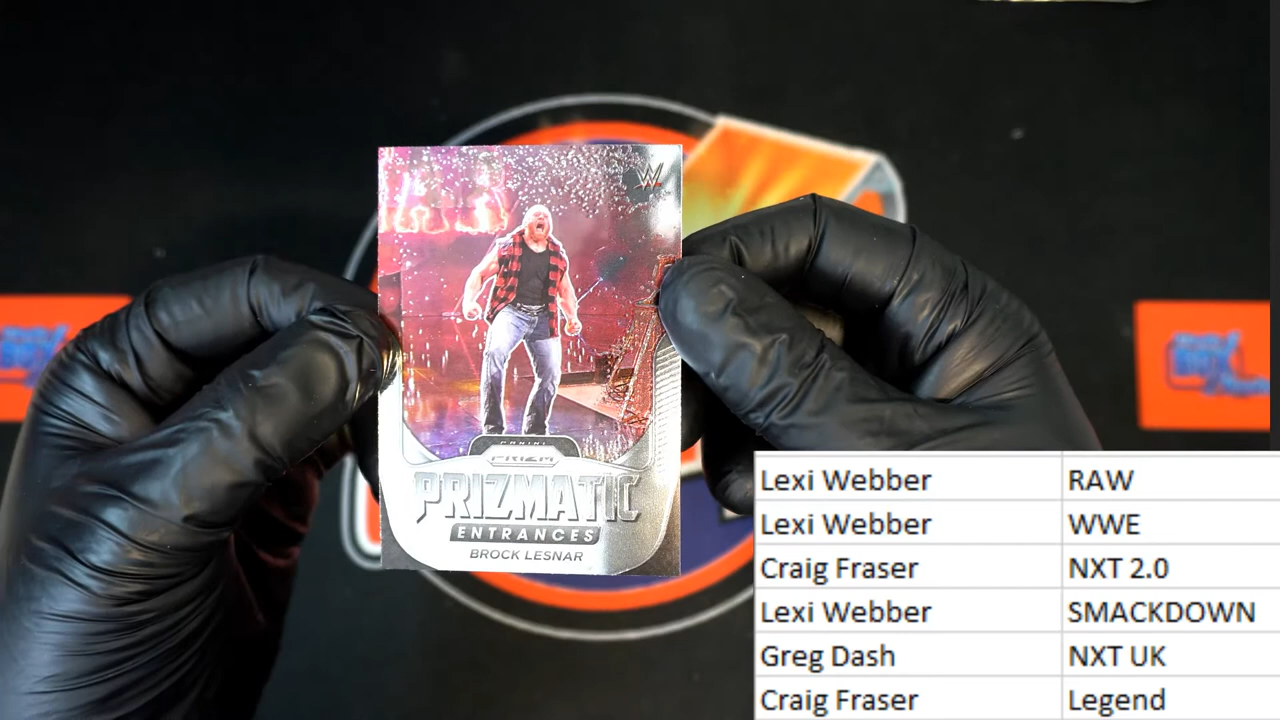 W
PANINI
PRIZM
PRIZMATIC
ENTRANCES
BROCK LESNAR
Lexi Webber RAW
Lexi Webber WWE
Craig Fraser NXT 2.0
Lexi Webber SMACKDOWN
Greg Dash NXT UK
Craig Fraser Legend